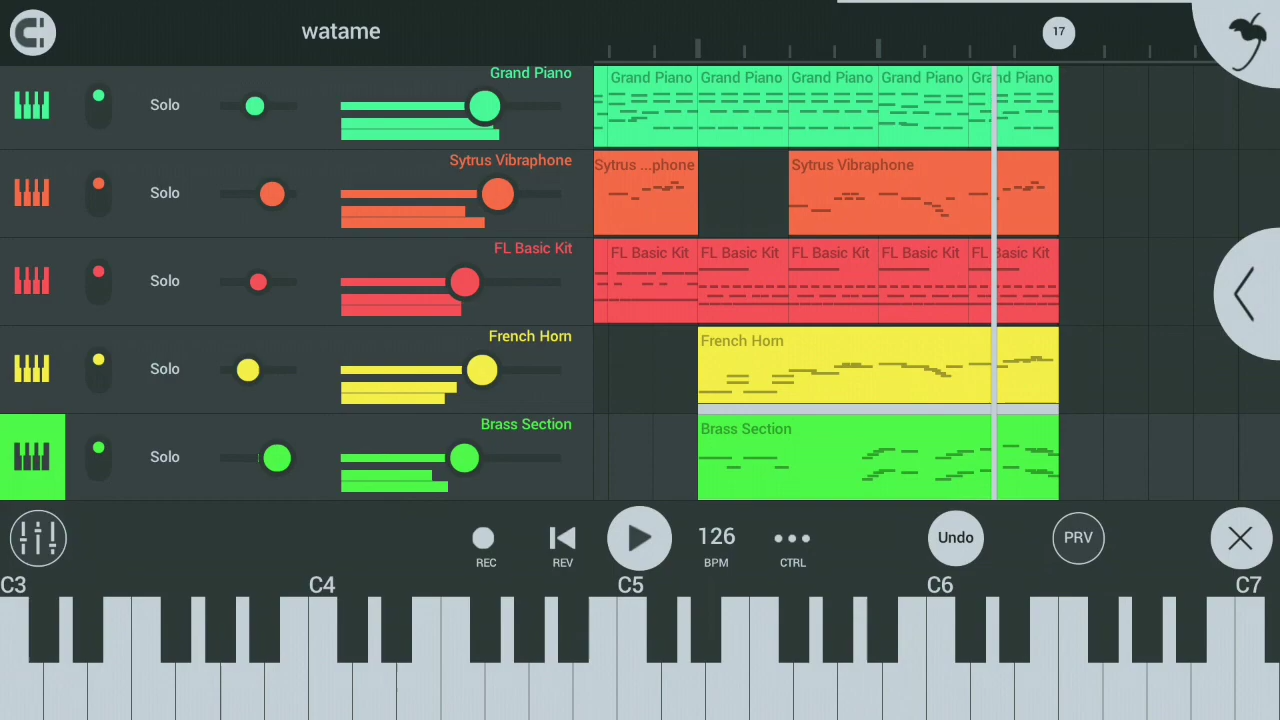 watame
17
Grand Piano
Solo
Grand Piano Grand Piano Grand Piano Grand Piano Grand Piano
Sytrus Vibraphone
Solo
Sytrus ...phone Sytrus Vibraphone
FL Basic Kit
Solo
FL Basic Kit FL Basic Kit FL Basic Kit FL Basic Kit FL Basic Kit
French Horn
Solo
French Horn
Brass Section
Solo
Brass Section
REC
REV
126
BPM
CTRL
Undo
PRV
C3 C4 C5 C6 C7